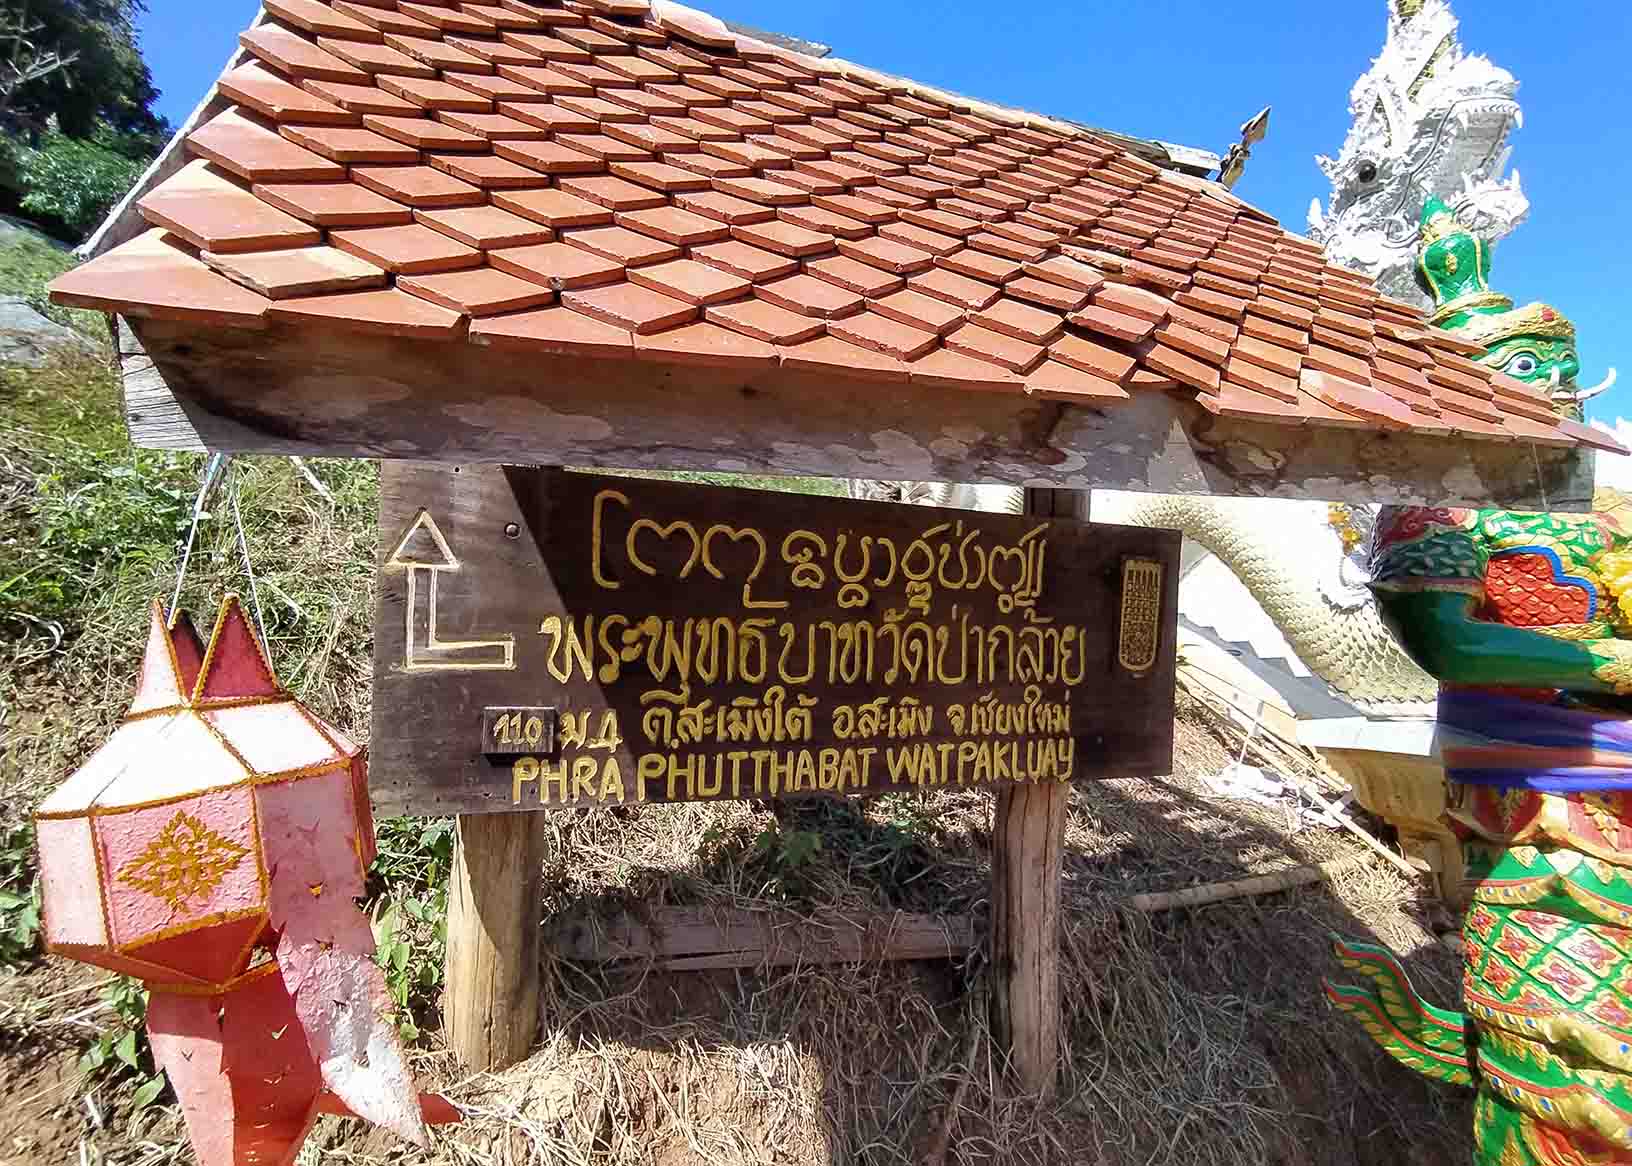 พระพุทธบาทวัดป่ากล้วย
110 ม.4 ต.สะเมิงใต้ อ.สะเมิง จ.เชียงใหม่
PHRA PHUTTHABAT WATPAKLUAY